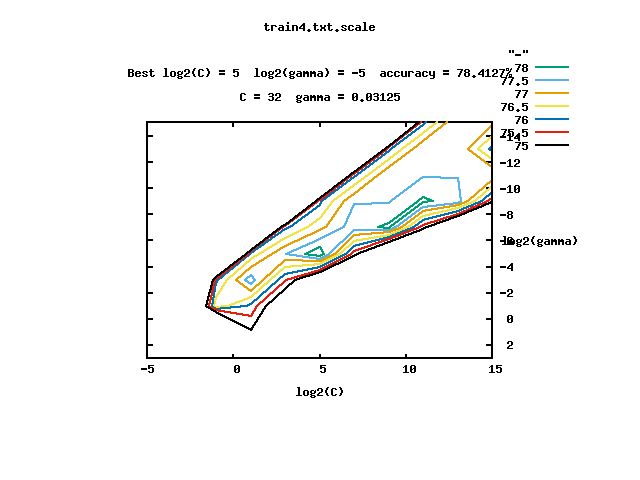 train4.txt.scale
"-"
Best log2(C) = 5  log2(gamma) = -5  accuracy = 78.4127%
78
77.5
C = 32  gamma = 0.03125
77
76.5
76
75.5
-14
75
-12
-10
-8
log2(gamma)
-6
-4
-2
0
2
-5 0 5 10 15
log2(C)